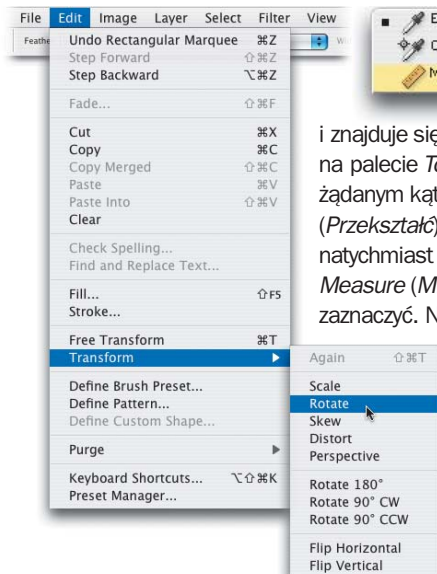 File Edit Image Layer Select Filter View
Feathe
Undo Rectangular Marquee ⌘Z
Step Forward ⇧⌘Z
Step Backward ⌥⌘Z
Fade... ⇧⌘F
Cut ⌘X
Copy ⌘C
Copy Merged ⇧⌘C
Paste ⌘V
Paste Into ⇧⌘V
Clear
Check Spelling...
Find and Replace Text...
Fill... ⇧F5
Stroke...
Free Transform ⌘T
Transform
Define Brush Preset...
Define Pattern...
Define Custom Shape...
Purge
Keyboard Shortcuts... ⌥⇧⌘K
Preset Manager...
Again ⇧⌘T
Scale
Rotate
Skew
Distort
Perspective
Rotate 180°
Rotate 90° CW
Rotate 90° CCW
Flip Horizontal
Flip Vertical
i znajduje się
na palecie To
żądanym kąt
(Przekształć)
natychmiast
Measure (M
zaznaczyć. N